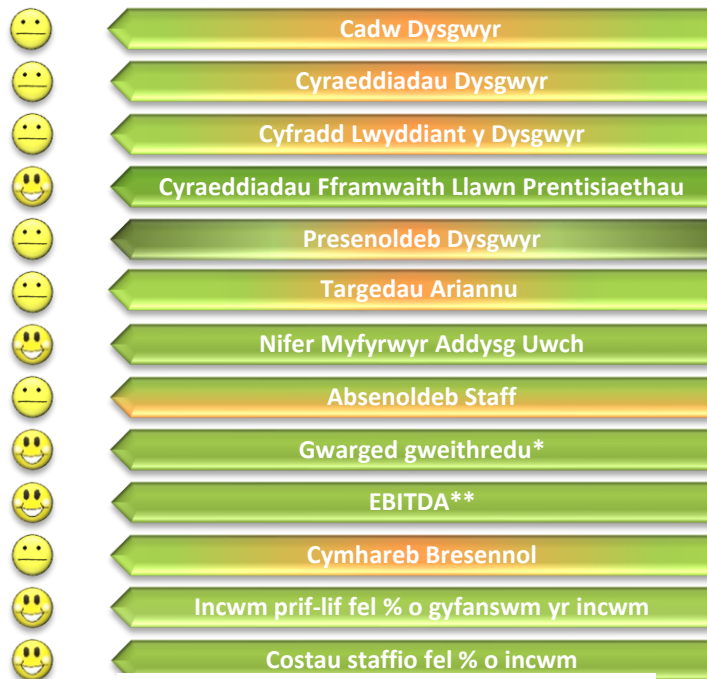 Cadw Dysgwyr
Cyraeddiadau Dysgwyr
Cyfradd Lwyddiant y Dysgwyr
Cyraeddiadau Fframwaith Llawn Prentisiaethau
Presenoldeb Dysgwyr
Targedau Ariannu
Nifer Myfyrwyr Addysg Uwch
Absenoldeb Staff
Gwarged gweithredu*
EBITDA**
Cymhareb Bresennol
Incwm prif-lif fel % o gyfanswm yr incwm
Costau staffio fel % o incwm